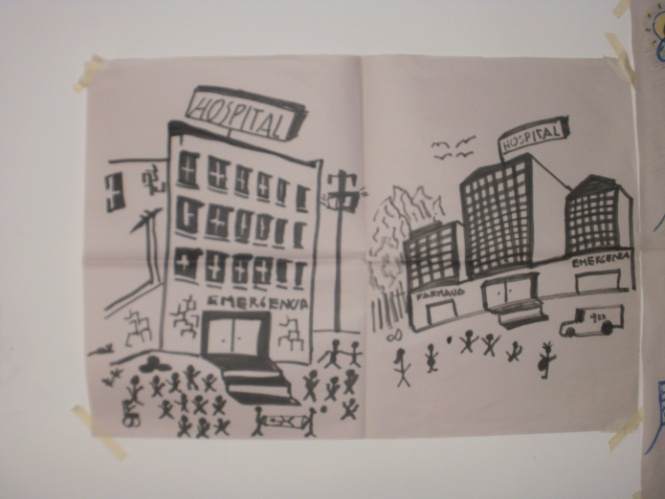 HOSPITAL
EMERGENCIA
HOSPITAL
EMERGENCIA
FARMACIA
911